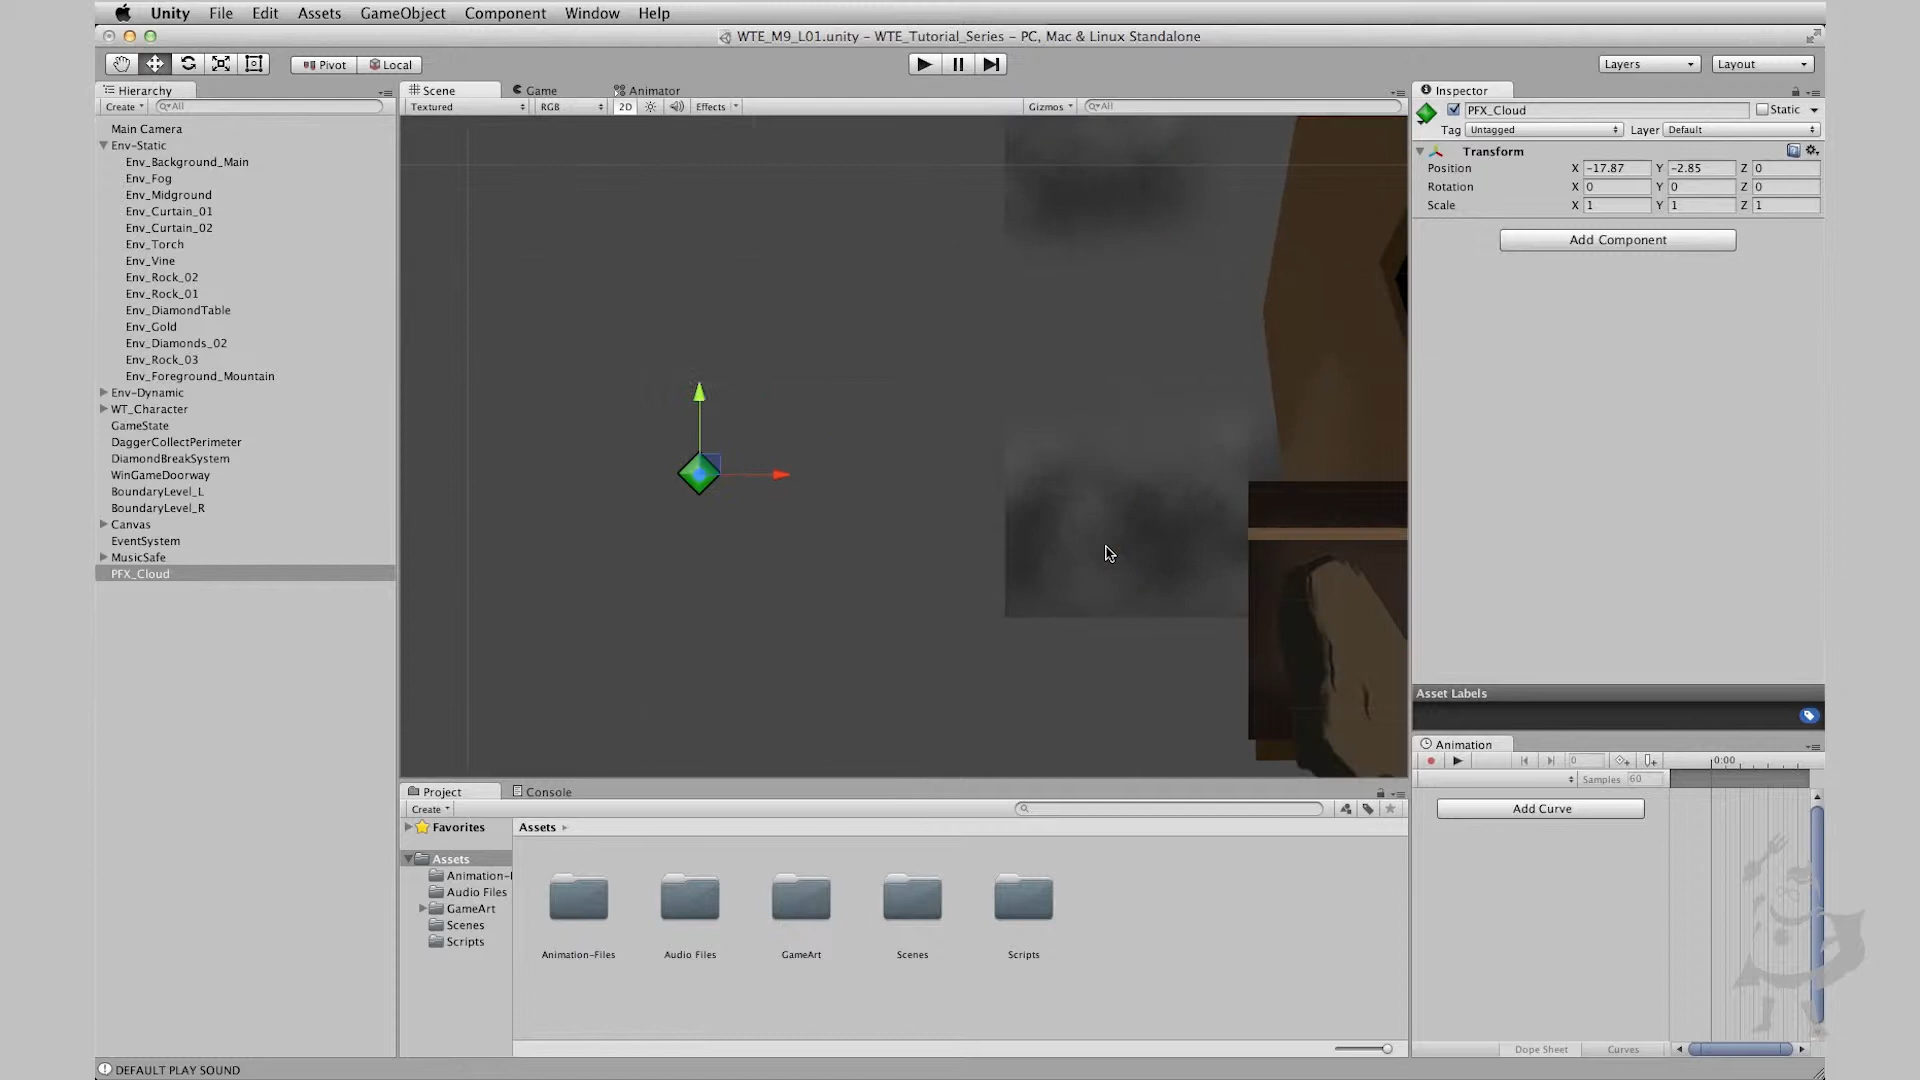 Unity File Edit Assets GameObject Component Window Help
WTE_M9_L01.unity - WTE_Tutorial_Series - PC, Mac & Linux Standalone
Pivot Local Layers Layout
Hierarchy Scene Game Animator Inspector
Create All Textured RGB 2D Effects Gizmos All PFX_Cloud Static
Main Camera
Tag Untagged Layer Default
Env-Static
Transform
Env_Background_Main
Position X -17.87 Y -2.85 Z 0
Env_Fog
Rotation X 0 Y 0 Z 0
Env_Midground
Scale X 1 Y 1 Z 1
Env_Curtain_01
Env_Curtain_02
Add Component
Env_Torch
Env_Vine
Env_Rock_02
Env_Rock_01
Env_DiamondTable
Env_Gold
Env_Diamonds_02
Env_Rock_03
Env_Foreground_Mountain
Env-Dynamic
WT_Character
GameState
DaggerCollectPerimeter
DiamondBreakSystem
WinGameDoorway
BoundaryLevel_L
BoundaryLevel_R
Canvas
EventSystem
MusicSafe
PFX_Cloud
Asset Labels
Animation
0 0:00
Samples 60
Add Curve
Project Console
Create
Favorites Assets
Assets
Animation-
Audio Files
GameArt
Scenes
Scripts
Animation-Files Audio Files GameArt Scenes Scripts
Dope Sheet Curves
DEFAULT PLAY SOUND